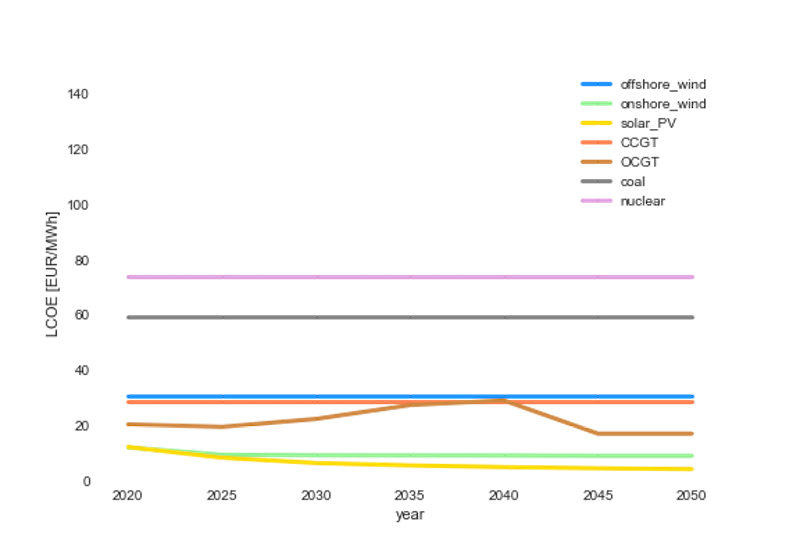 offshore_wind
onshore_wind
solar_PV
CCGT
OCGT
coal
nuclear
140
120
100
80
60
40
20
0
LCOE [EUR/MWh]
2020 2025 2030 2035 2040 2045 2050
year